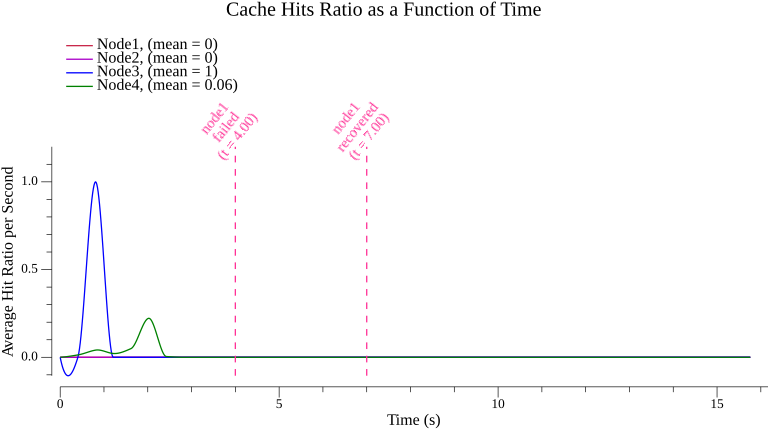 Cache Hits Ratio as a Function of Time
Node1, (mean = 0)
Node2, (mean = 0)
Node3, (mean = 1)
Node4, (mean = 0.06)
node1
failed
(t = 4.00)
node1
recovered
(t = 7.00)
Average Hit Ratio per Second
1.0
0.5
0.0
0
5
10
15
Time (s)